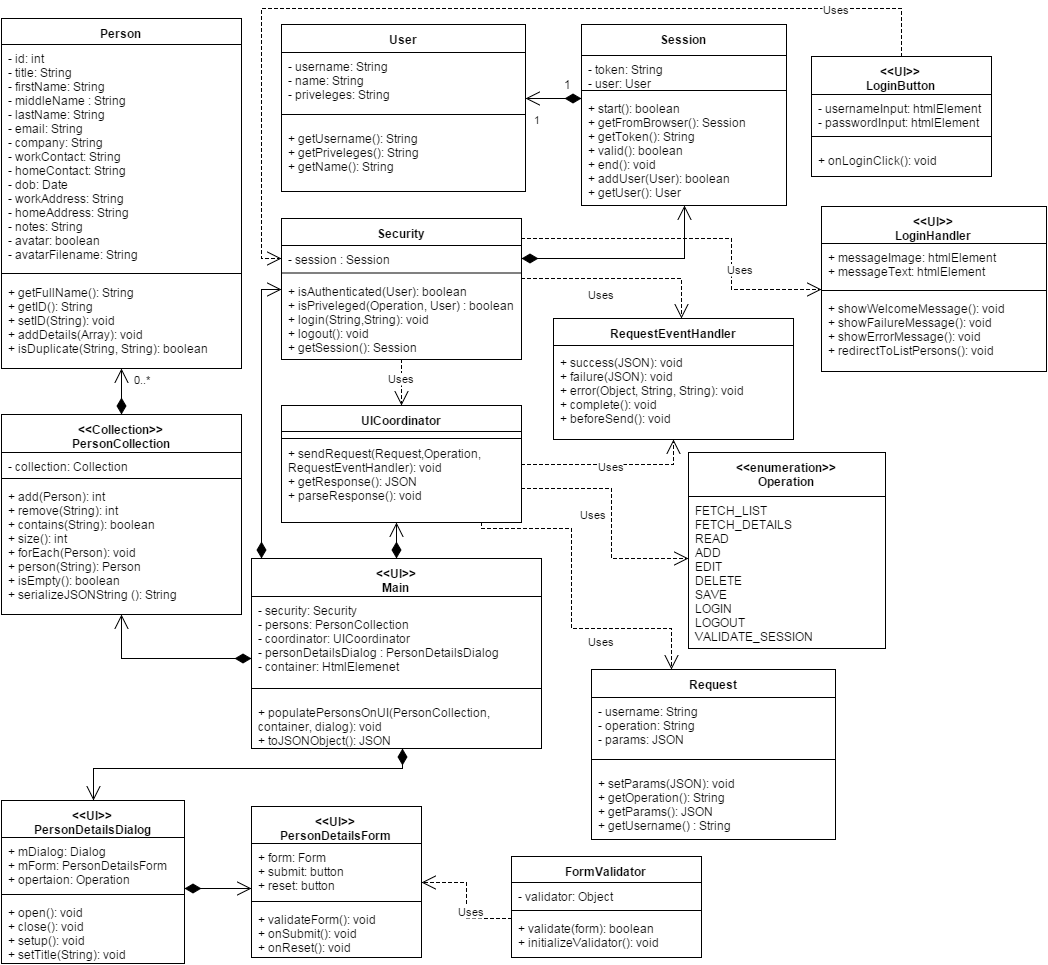 Uses
Person
- id: int
- title: String
- firstName: String
- middleName : String
- lastName: String
- email: String
- company: String
- workContact: String
- homeContact: String
- dob: Date
- workAddress: String
- homeAddress: String
- notes: String
- avatar: boolean
- avatarFilename: String
+ getFullName(): String
+ getID(): String
+ setID(String): void
+ addDetails(Array): void
+ isDuplicate(String, String): boolean
User
- username: String
- name: String
- priveleges: String
+ getUsername(): String
+ getPriveleges(): String
+ getName(): String
1
1
Session
- token: String
- user: User
+ start(): boolean
+ getFromBrowser(): Session
+ getToken(): String
+ valid(): boolean
+ end(): void
+ addUser(User): boolean
+ getUser(): User
<<UI>>
LoginButton
- usernameInput: htmlElement
- passwordInput: htmlElement
+ onLoginClick(): void
Security
- session : Session
+ isAuthenticated(User): boolean
+ isPriveleged(Operation, User) : boolean
+ login(String,String): void
+ logout(): void
+ getSession(): Session
Uses
Uses
Uses
<<UI>>
LoginHandler
+ messageImage: htmlElement
+ messageText: htmlElement
+ showWelcomeMessage(): void
+ showFailureMessage(): void
+ showErrorMessage(): void
+ redirectToListPersons(): void
RequestEventHandler
+ success(JSON): void
+ failure(JSON): void
+ error(Object, String, String): void
+ complete(): void
+ beforeSend(): void
0..*
<<Collection>>
PersonCollection
- collection: Collection
+ add(Person): int
+ remove(String): int
+ contains(String): boolean
+ size(): int
+ forEach(Person): void
+ person(String): Person
+ isEmpty(): boolean
+ serializeJSONString (): String
UICoordinator
+ sendRequest(Request,Operation,
RequestEventHandler): void
+ getResponse(): JSON
+ parseResponse(): void
Uses
Uses
Uses
<<enumeration>>
Operation
FETCH_LIST
FETCH_DETAILS
READ
ADD
EDIT
DELETE
SAVE
LOGIN
LOGOUT
VALIDATE_SESSION
<<UI>>
Main
- security: Security
- persons: PersonCollection
- coordinator: UICoordinator
- personDetailsDialog : PersonDetailsDialog
- container: HtmlElemenet
+ populatePersonsOnUI(PersonCollection,
container, dialog): void
+ toJSONObject(): JSON
Request
- username: String
- operation: String
- params: JSON
+ setParams(JSON): void
+ getOperation(): String
+ getParams(): JSON
+ getUsername() : String
<<UI>>
PersonDetailsDialog
+ mDialog: Dialog
+ mForm: PersonDetailsForm
+ opertaion: Operation
+ open(): void
+ close(): void
+ setup(): void
+ setTitle(String): void
<<UI>>
PersonDetailsForm
+ form: Form
+ submit: button
+ reset: button
+ validateForm(): void
+ onSubmit(): void
+ onReset(): void
Uses
FormValidator
- validator: Object
+ validate(form): boolean
+ initializeValidator(): void